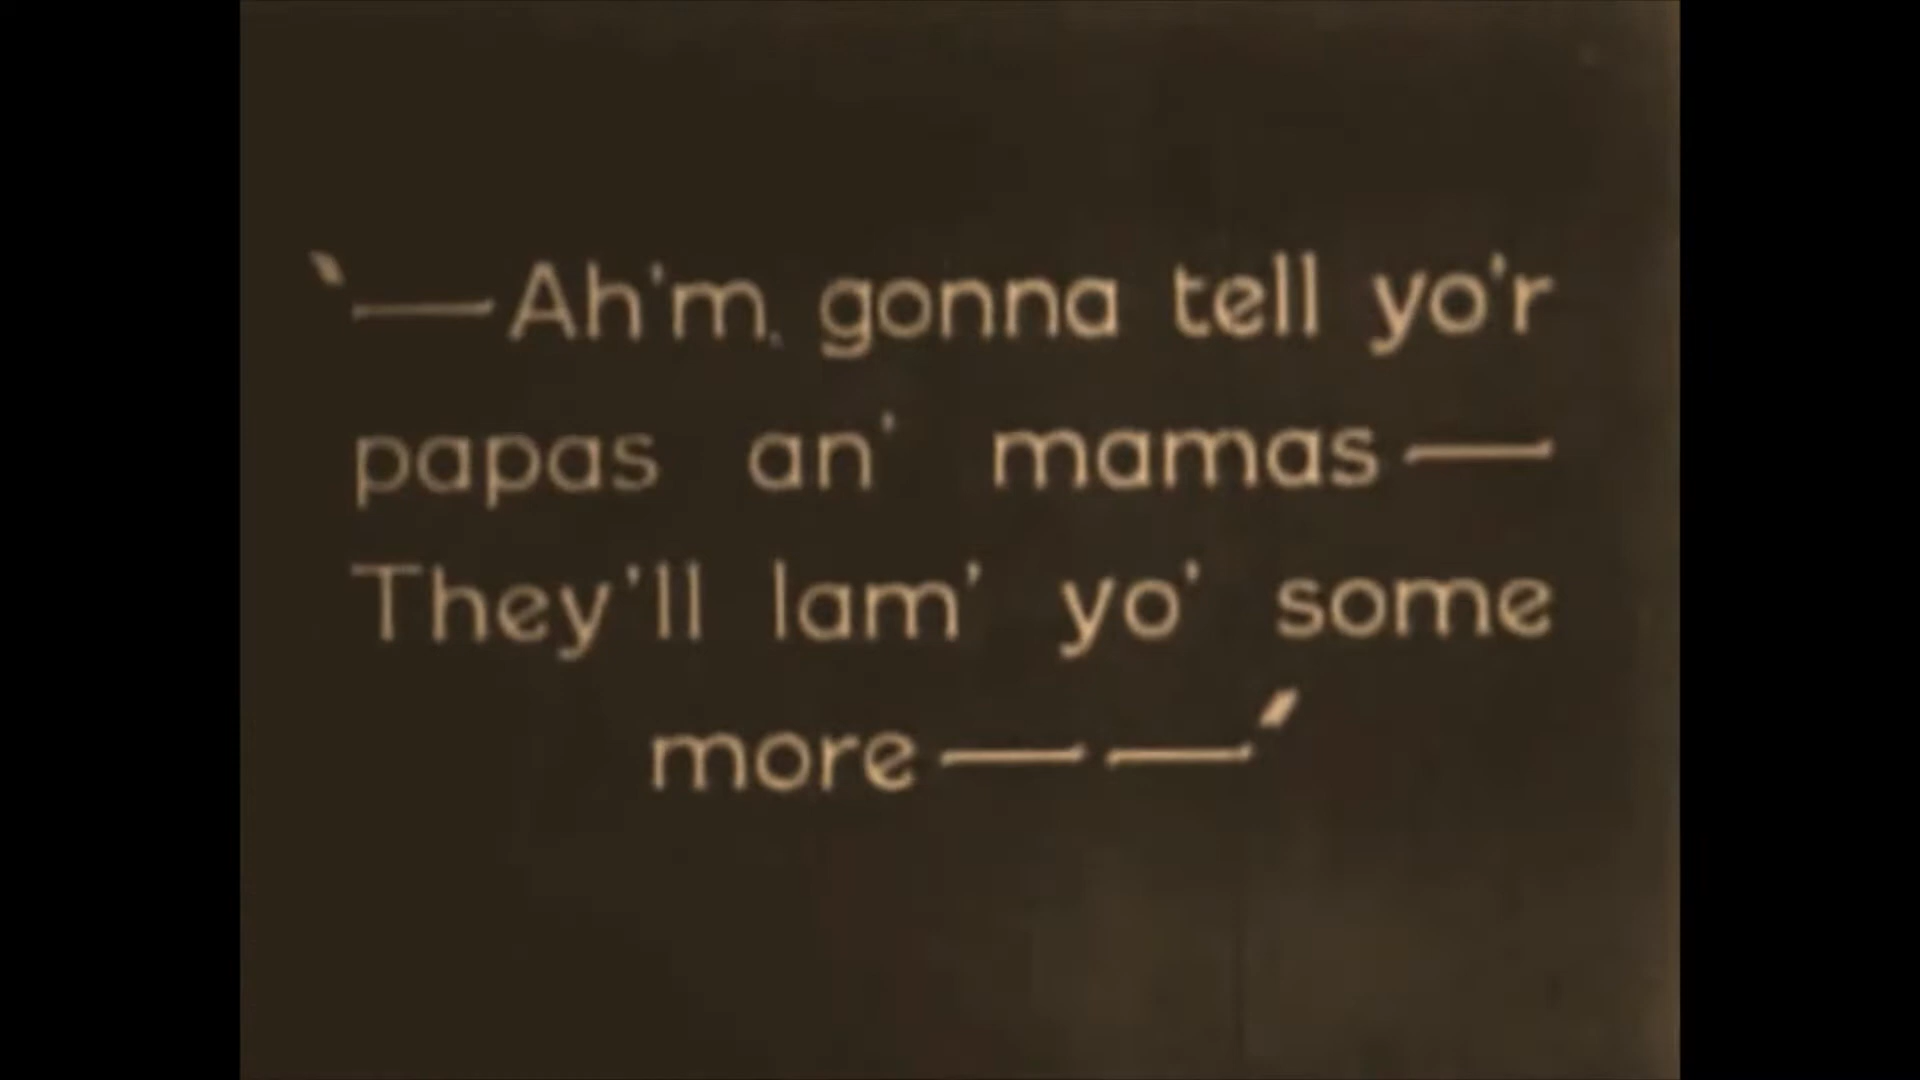 ‵—Ah'm, gonna tell yo'r
papas an' mamas—
They'll lam' yo' some
more— —′